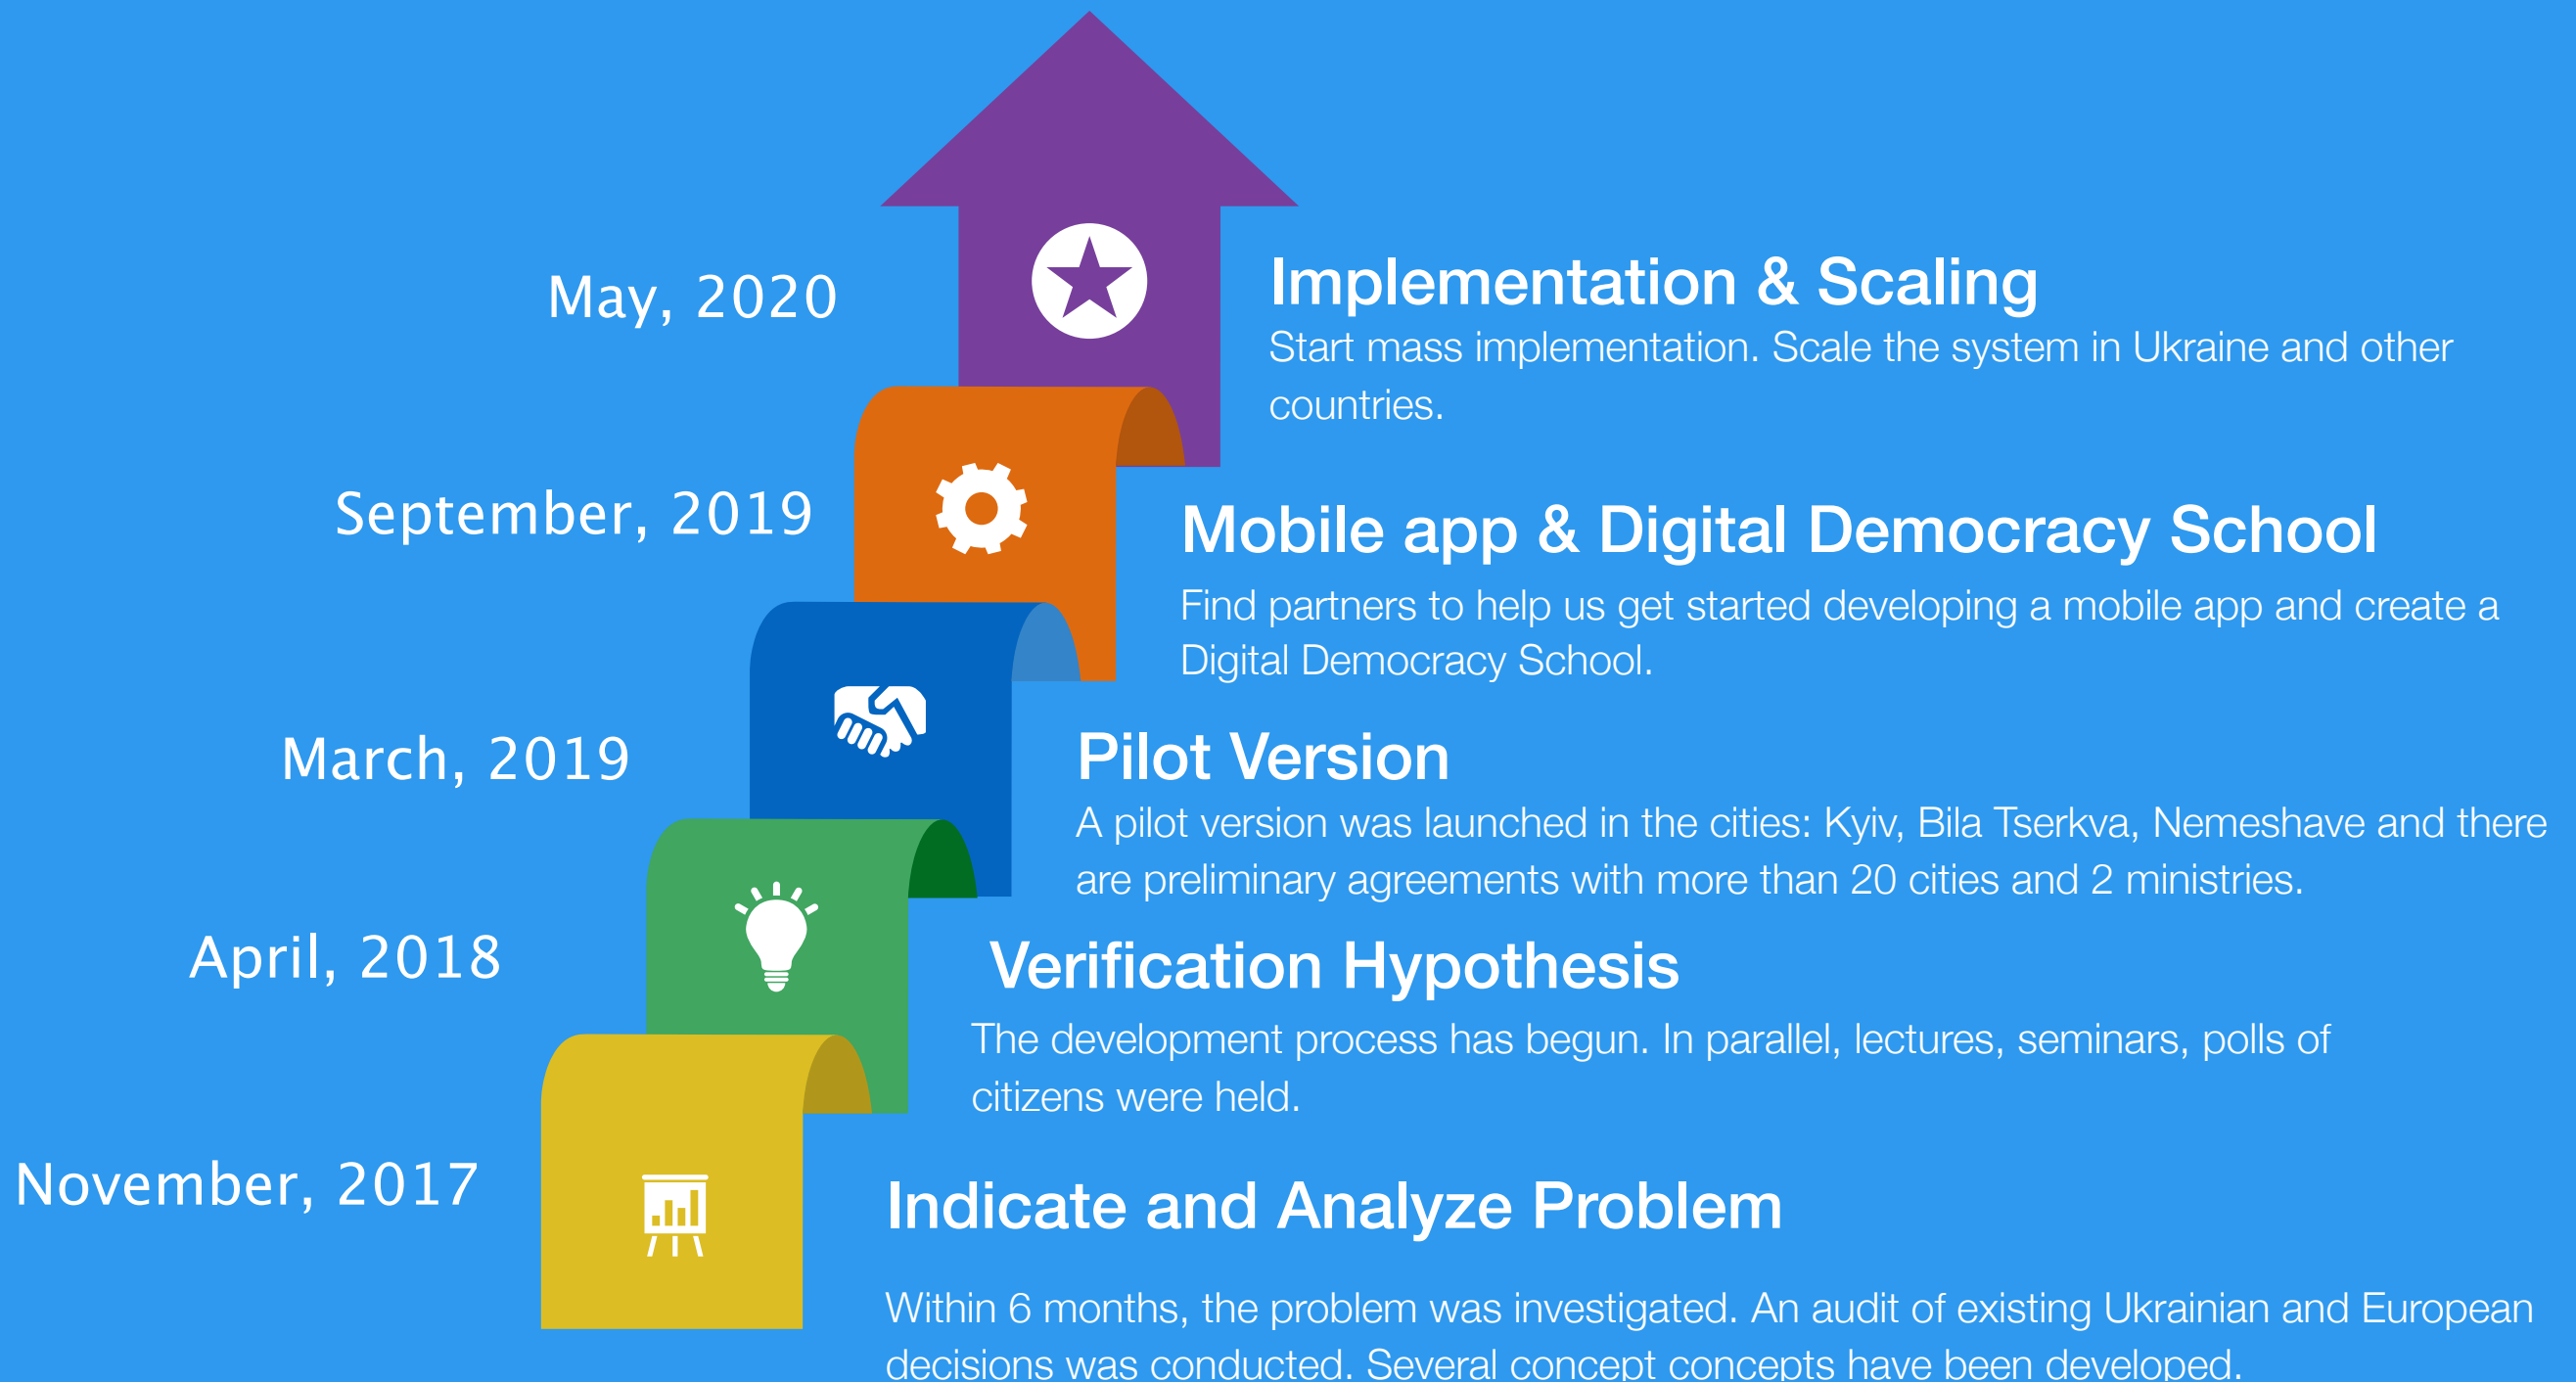 May, 2020
Implementation & Scaling
Start mass implementation. Scale the system in Ukraine and other
countries.
September, 2019
Mobile app & Digital Democracy School
Find partners to help us get started developing a mobile app and create a
Digital Democracy School.
March, 2019
Pilot Version
A pilot version was launched in the cities: Kyiv, Bila Tserkva, Nemeshave and there
are preliminary agreements with more than 20 cities and 2 ministries.
April, 2018
Verification Hypothesis
The development process has begun. In parallel, lectures, seminars, polls of
citizens were held.
November, 2017
Indicate and Analyze Problem
Within 6 months, the problem was investigated. An audit of existing Ukrainian and European
decisions was conducted. Several concept concepts have been developed.